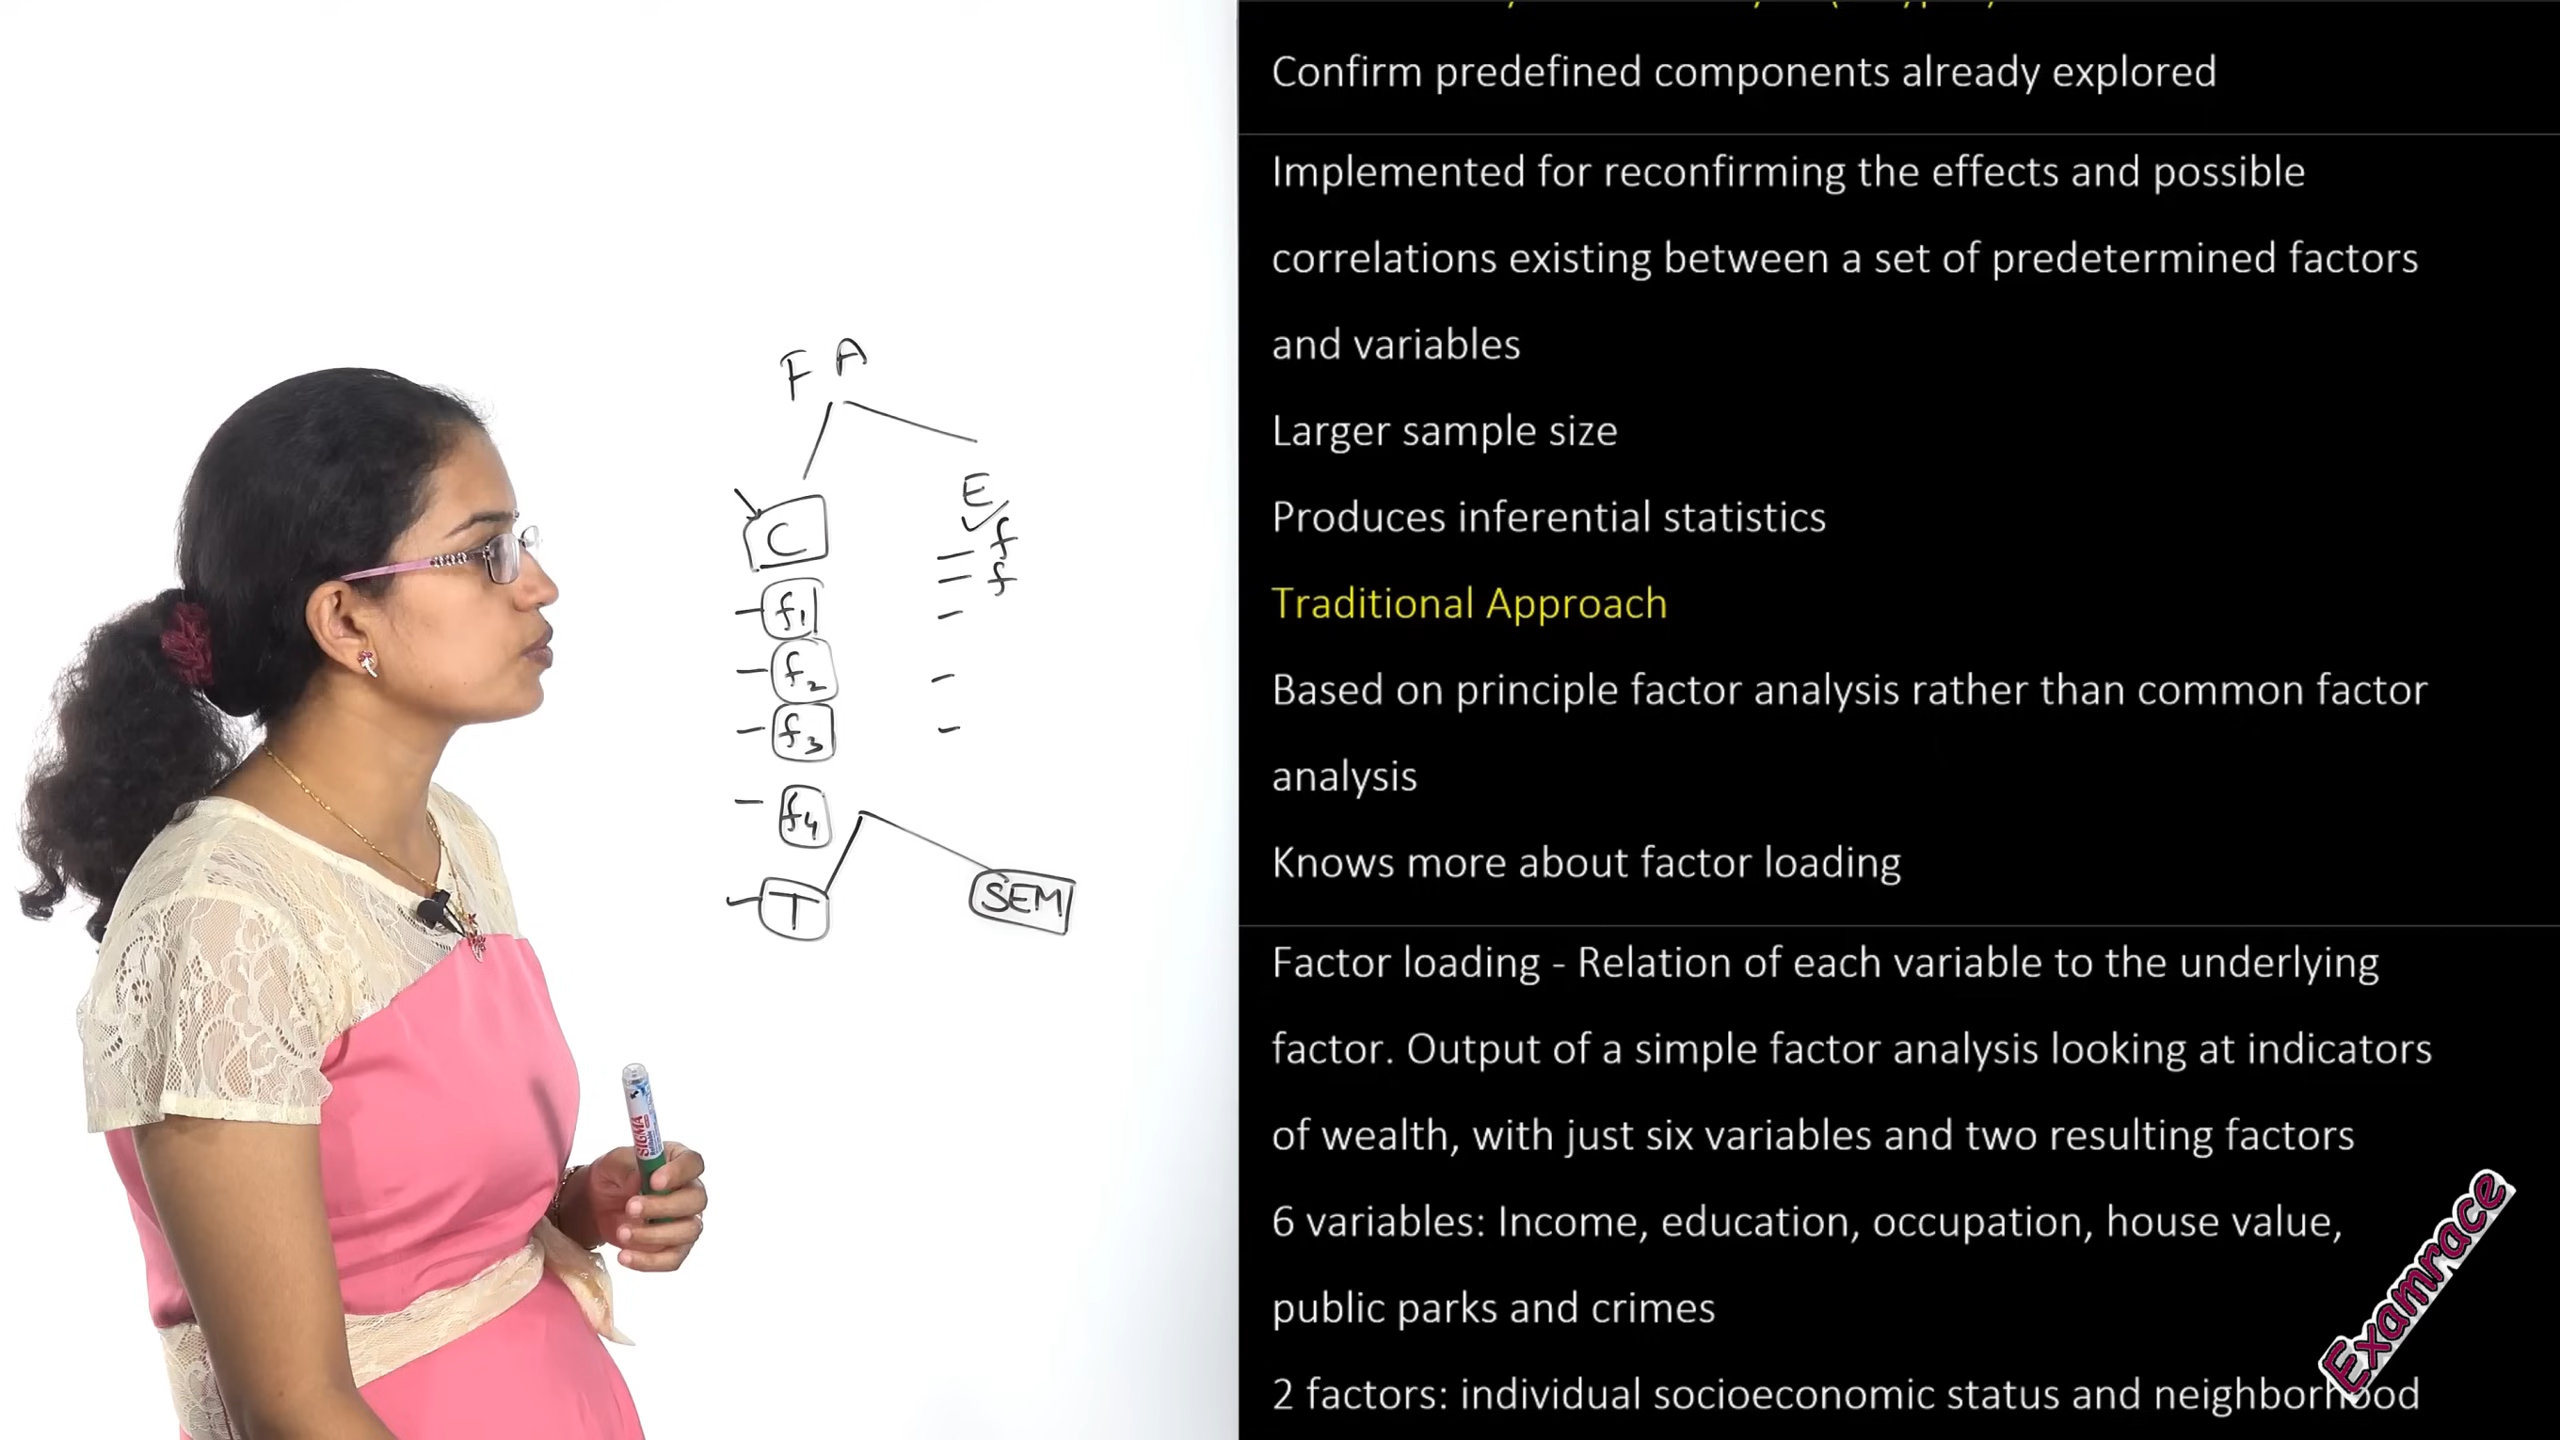 F A
C
E
f
f
f1
f2
f3
f4
T
SEM
SIGMA
Confirm predefined components already explored
Implemented for reconfirming the effects and possible
correlations existing between a set of predetermined factors
and variables
Larger sample size
Produces inferential statistics
Traditional Approach
Based on principle factor analysis rather than common factor
analysis
Knows more about factor loading
Factor loading - Relation of each variable to the underlying
factor. Output of a simple factor analysis looking at indicators
of wealth, with just six variables and two resulting factors
6 variables: Income, education, occupation, house value,
public parks and crimes
2 factors: individual socioeconomic status and neighborhood
Examrace